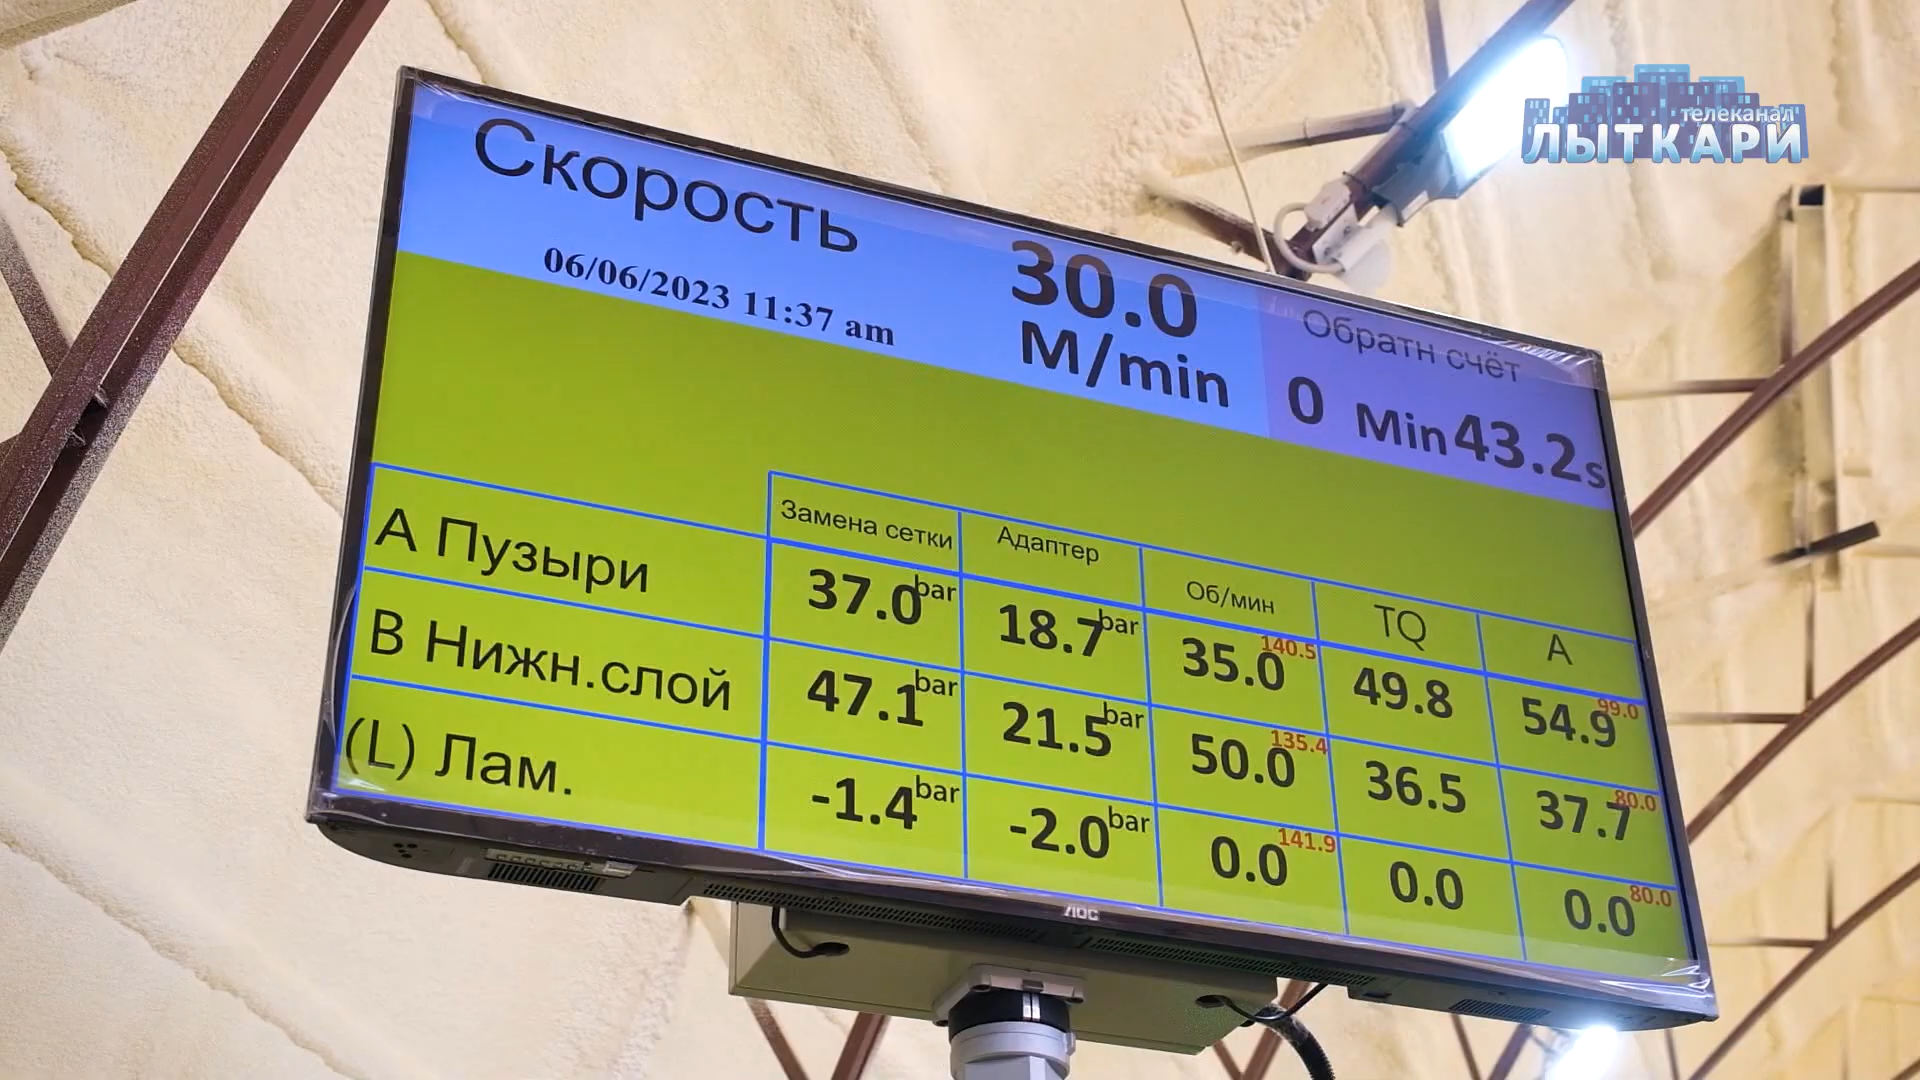 телеканал
ЛЫТКАРИ
Скорость
06/06/2023 11:37 am
30.0
M/min
Обратн счёт
0 Min 43.2 s
Замена сетки Адаптер Об/мин TQ A
А Пузыри 37.0 bar 18.7 bar 35.0 140.5 49.8 54.9 99.0
В Нижн.слой 47.1 bar 21.5 bar 50.0 135.4 36.5 37.7 80.0
(L) Лам. -1.4 bar -2.0 bar 0.0 141.9 0.0 0.0 80.0
AOC